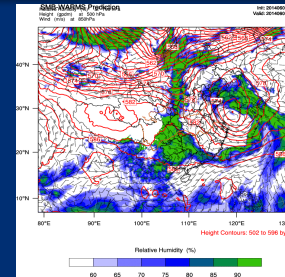 SMB-WARMS Prediction
Height (gpdm) at 500 hPa
Wind (m/s) at 850hPa
Init: 2014060
Valid: 2014060
40°N
30°N
20°N
10°N
80°E
90°E
100°E
110°E
120°E
13
Height Contours: 502 to 596 by
Relative Humidity (%)
60 65 70 75 80 85 90